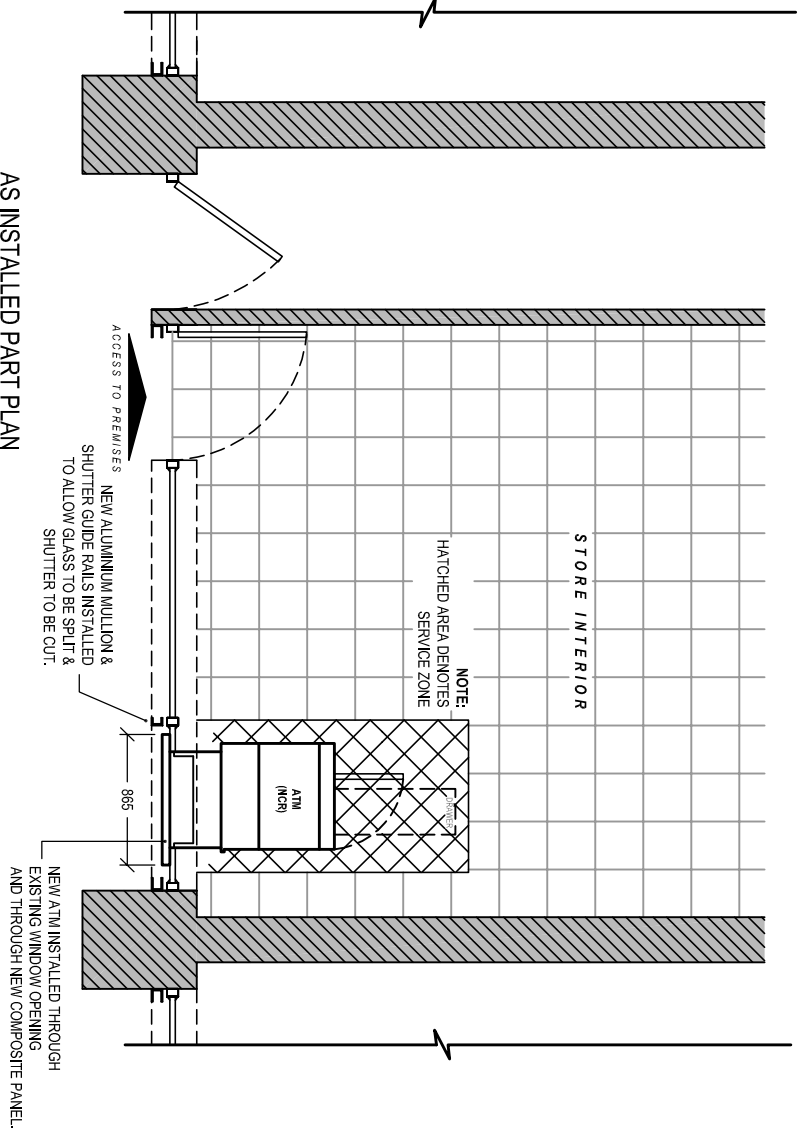 STORE INTERIOR
NOTE:
HATCHED AREA DENOTES
SERVICE ZONE
DRAWER
ATM
(NCR)
865
ACCESS TO PREMISES
NEW ALUMINIUM MULLION &
SHUTTER GUIDE RAILS INSTALLED
TO ALLOW GLASS TO BE SPLIT &
SHUTTER TO BE CUT.
NEW ATM INSTALLED THROUGH
EXISTING WINDOW OPENING
AND THROUGH NEW COMPOSITE PANEL.
AS INSTALLED PART PLAN